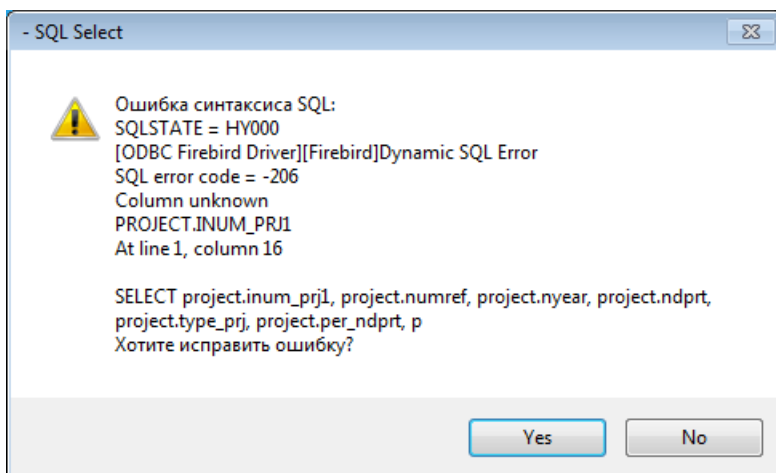 - SQL Select
Ошибка синтаксиса SQL:
SQLSTATE = HY000
[ODBC Firebird Driver][Firebird]Dynamic SQL Error
SQL error code = -206
Column unknown
PROJECT.INUM_PRJ1
At line 1, column 16
SELECT project.inum_prj1, project.numref, project.nyear, project.ndprt,
project.type_prj, project.per_ndprt, p
Хотите исправить ошибку?
Yes
No